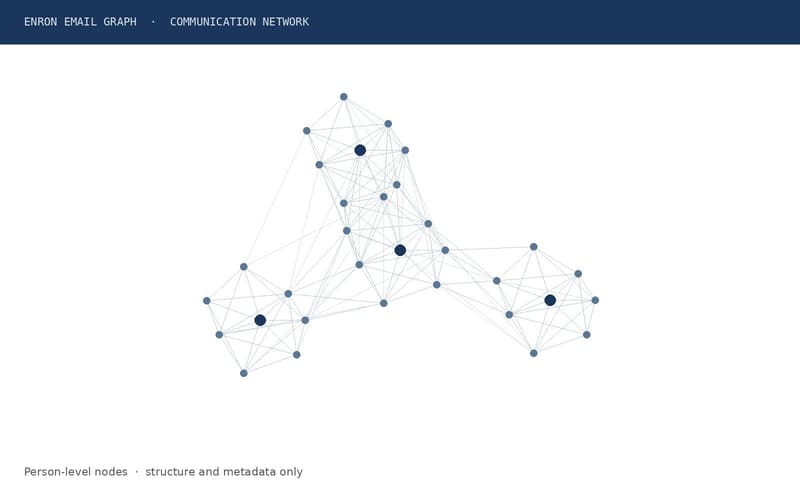 ENRON EMAIL GRAPH · COMMUNICATION NETWORK
Person-level nodes · structure and metadata only